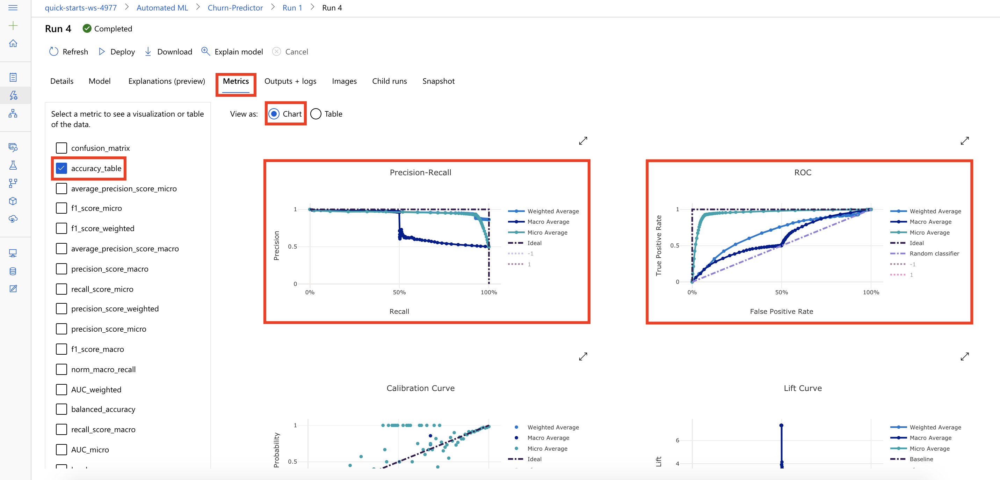 quick-starts-ws-4977 > Automated ML > Churn-Predictor > Run 1 > Run 4
Run 4 Completed
Refresh Deploy Download Explain model Cancel
Details Model Explanations (preview) Metrics Outputs + logs Images Child runs Snapshot
Select a metric to see a visualization or table
of the data.
confusion_matrix
accuracy_table
average_precision_score_micro
f1_score_micro
f1_score_weighted
average_precision_score_macro
precision_score_macro
recall_score_micro
precision_score_weighted
precision_score_micro
f1_score_macro
norm_macro_recall
AUC_weighted
balanced_accuracy
recall_score_macro
AUC_micro
View as: Chart Table
Precision-Recall
1
0.5
0
Precision
0% 50% 100%
Recall
Weighted Average
Macro Average
Micro Average
Ideal
-1
1
ROC
1
0.5
0
True Positive Rate
0% 50% 100%
False Positive Rate
Weighted Average
Macro Average
Micro Average
Ideal
Random classifier
-1
1
Calibration Curve
1
0.5
Probability
Weighted Average
Macro Average
Micro Average
Ideal
Lift Curve
6
4
Lift
Weighted Average
Macro Average
Micro Average
Baseline